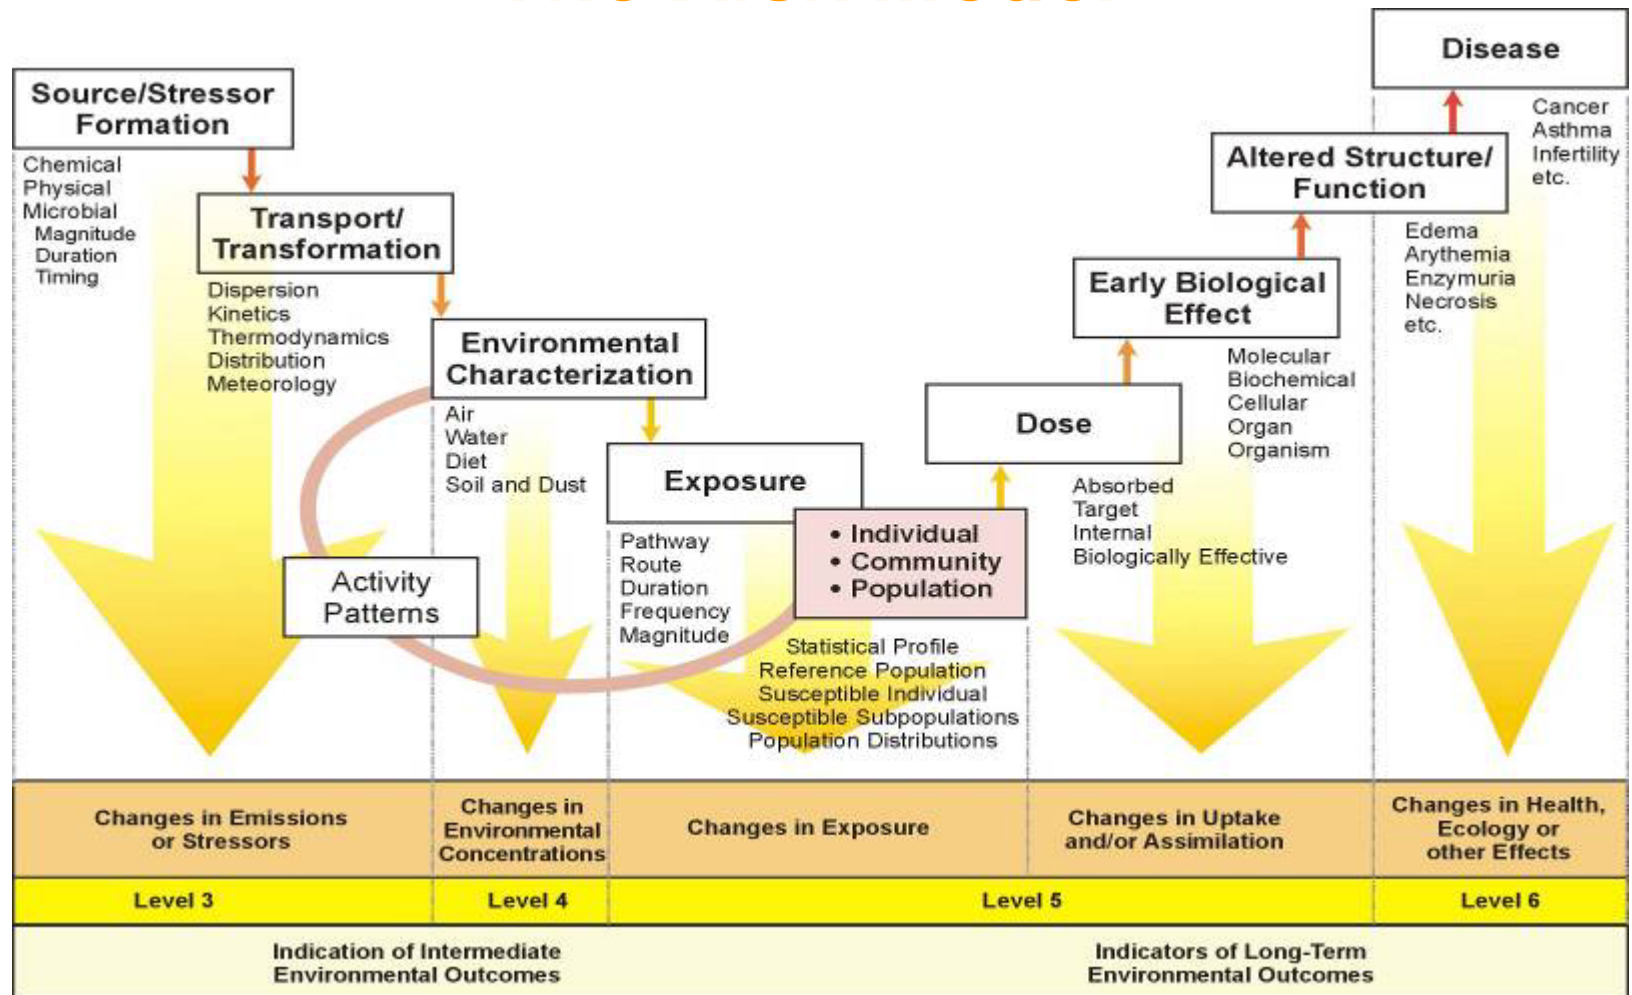 Source/Stressor
Formation
Chemical
Physical
Microbial
Magnitude
Duration
Timing
Transport/
Transformation
Dispersion
Kinetics
Thermodynamics
Distribution
Meteorology
Environmental
Characterization
Air
Water
Diet
Soil and Dust
Activity
Patterns
Exposure
Pathway
Route
Duration
Frequency
Magnitude
• Individual
• Community
• Population
Statistical Profile
Reference Population
Susceptible Individual
Susceptible Subpopulations
Population Distributions
Dose
Absorbed
Target
Internal
Biologically Effective
Early Biological
Effect
Molecular
Biochemical
Cellular
Organ
Organism
Altered Structure/
Function
Edema
Arythemia
Enzymuria
Necrosis
etc.
Disease
Cancer
Asthma
Infertility
etc.
Changes in Emissions
or Stressors
Changes in
Environmental
Concentrations
Changes in Exposure
Changes in Uptake
and/or Assimilation
Changes in Health,
Ecology or
other Effects
Level 3
Level 4
Level 5
Level 6
Indication of Intermediate
Environmental Outcomes
Indicators of Long-Term
Environmental Outcomes